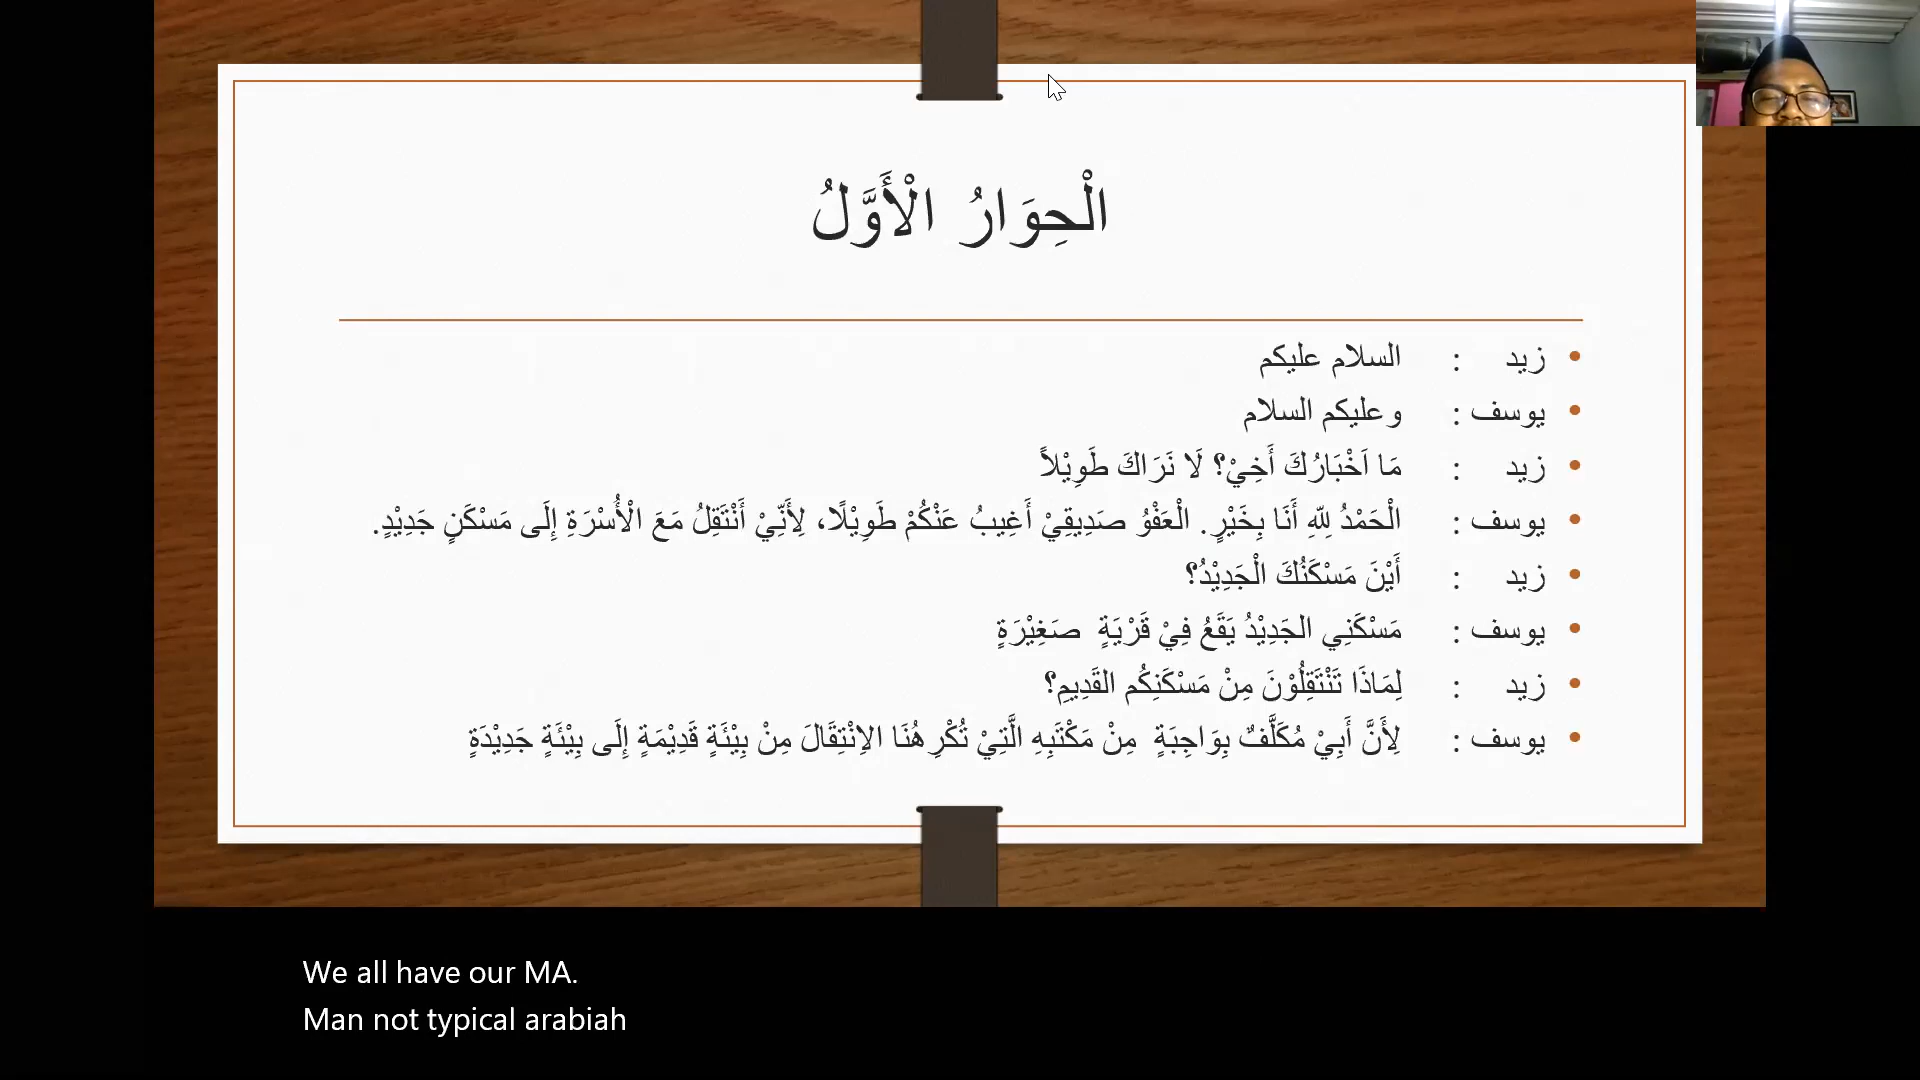 الْحِوَارُ الْأَوَّلُ
زيد : السلام عليكم
يوسف : وعليكم السلام
زيد : مَا اَخْبَارُكَ أَخِيْ؟ لَا نَرَاكَ طَوِيْلاً
يوسف : الْحَمْدُ لِلّهِ أَنَا بِخَيْرٍ. الْعَفْوُ صَدِيقِيْ أَغِيبُ عَنْكُمْ طَوِيْلًا، لِأَنِّيْ أَنْتَقِلُ مَعَ الْأُسْرَةِ إِلَى مَسْكَنٍ جَدِيْدٍ.
زيد : أَيْنَ مَسْكَنُكَ الْجَدِيْدُ؟
يوسف : مَسْكَنِي الجَدِيْدُ يَقَعُ فِيْ قَرْيَةٍ صَغِيْرَةٍ
زيد : لِمَاذَا تَنْتَقِلُوْنَ مِنْ مَسْكَنِكُم القَدِيمِ؟
يوسف : لِأَنَّ أَبِيْ مُكَلَّفٌ بِوَاجِبَةٍ مِنْ مَكْتَبِهِ الَّتِيْ تُكْرِهُنَا الاِنْتِقَالَ مِنْ بِيْئَةٍ قَدِيْمَةٍ إِلَى بِيْئَةٍ جَدِيْدَةٍ
We all have our MA.
Man not typical arabiah